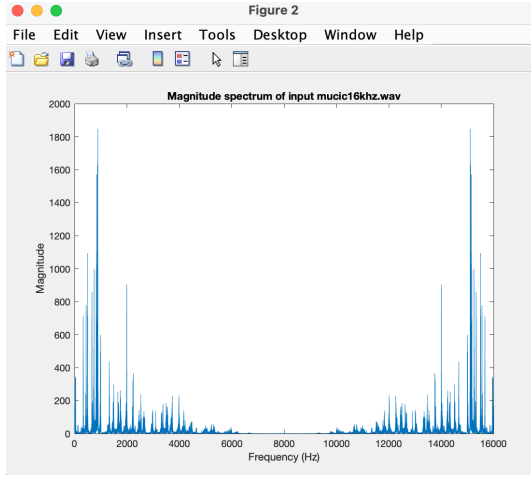 Figure 2
File Edit View Insert Tools Desktop Window Help
Magnitude spectrum of input mucic16khz.wav
2000
1800
1600
1400
1200
1000
800
600
400
200
0
Magnitude
0 2000 4000 6000 8000 10000 12000 14000 16000
Frequency (Hz)